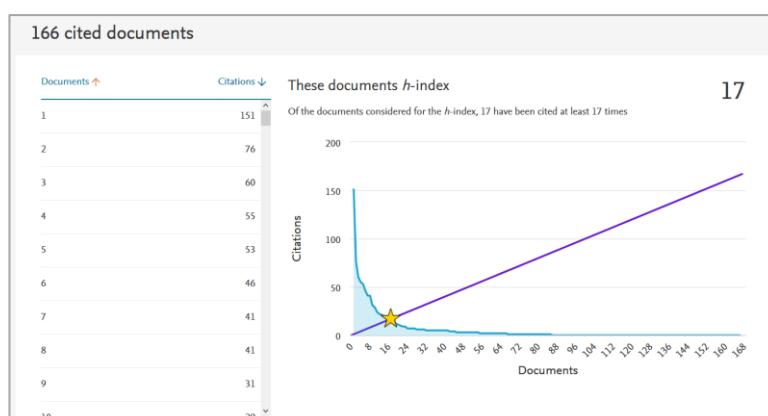 166 cited documents
Documents Citations
1 151
2 76
3 60
4 55
5 53
6 46
7 41
8 41
9 31
These documents h-index 17
Of the documents considered for the h-index, 17 have been cited at least 17 times
200
150
100
50
0
Citations
0 8 16 24 32 40 48 56 64 72 80 88 96 104 112 120 128 136 144 152 160 168
Documents